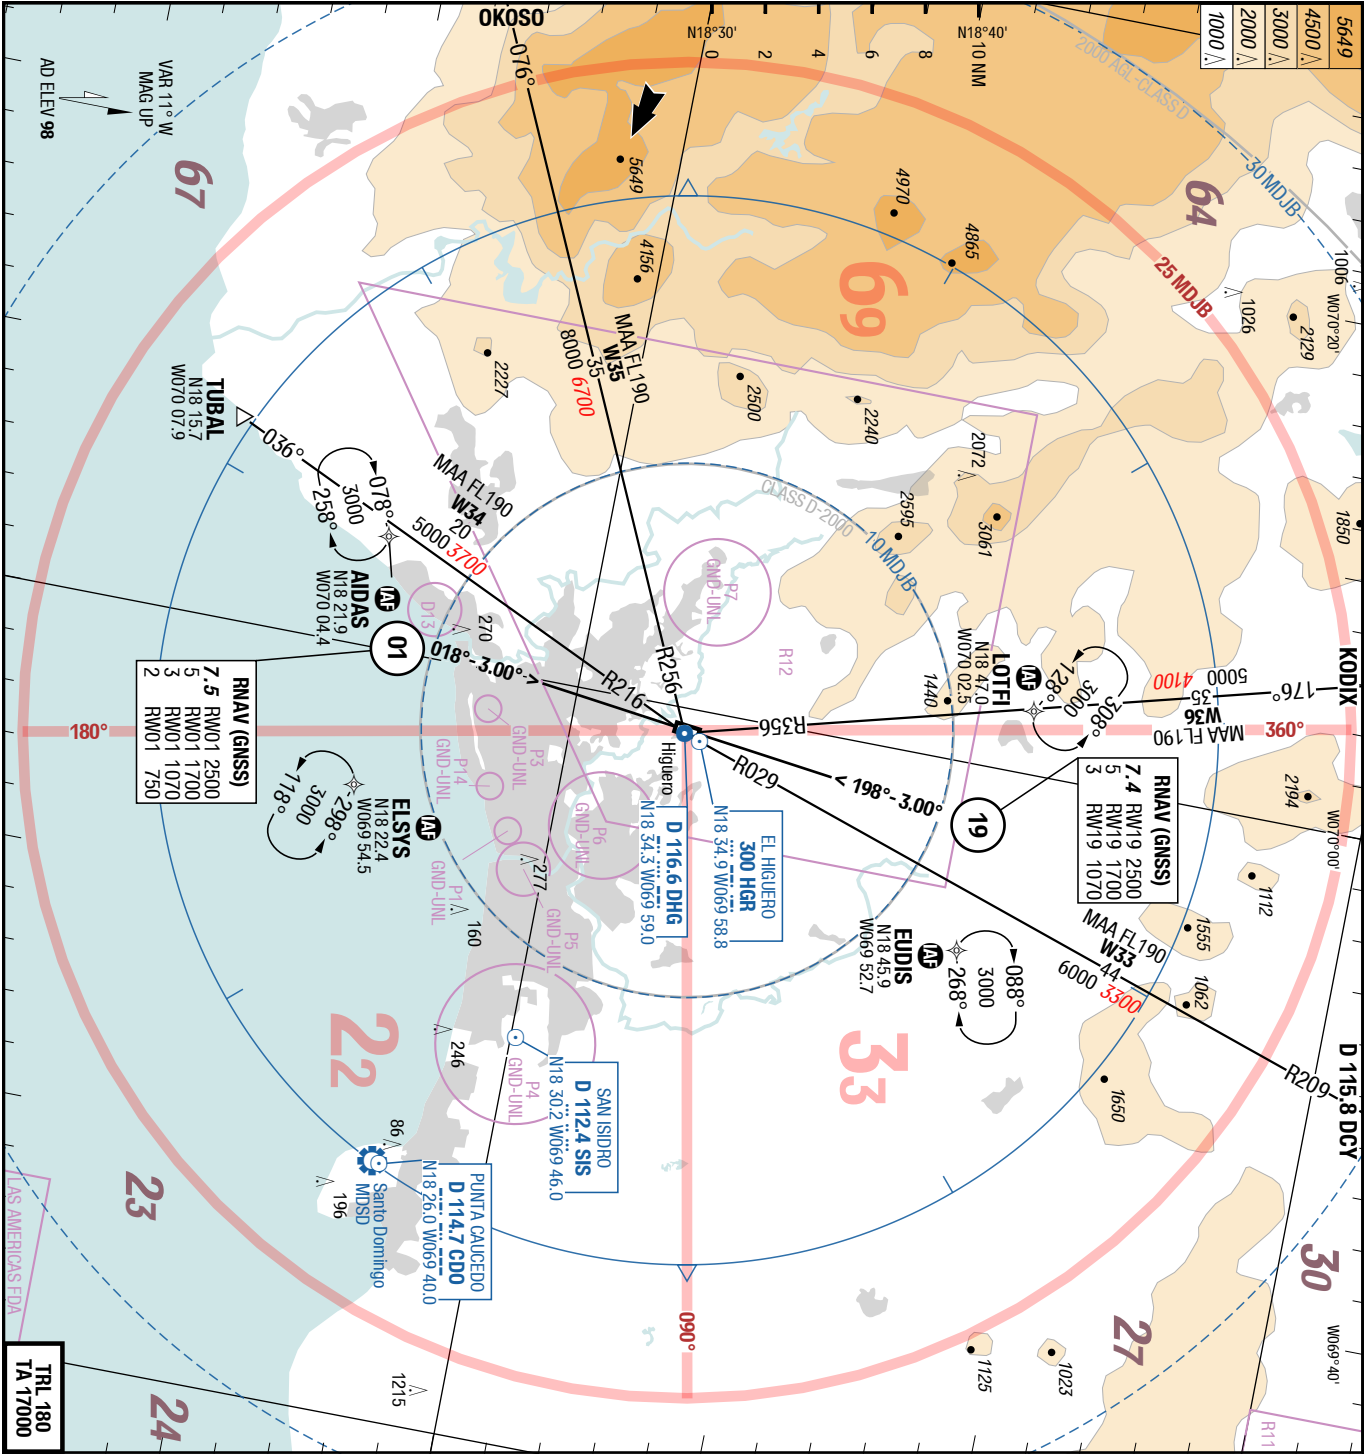 OKOSO
076°
N18°30'
0
2
4
6
8
10 NM
N18°40'
5649
4500
3000
2000
1000
2000 AGL-CLASS D
30 MDJB
25 MDJB
10 MDJB
CLASS D-2000
VAR 11° W
MAG UP
AD ELEV 98
67
64
69
22
33
23
24
27
30
5649
4156
4970
4865
2227
2500
2240
2072
2595
3061
1440
1006
W070°20'
1026
2129
1850
MAA FL190
W35
35
8000 6700
TUBAL
N18 15.7
W070 07.9
036°
078°
3000
258°
IAF
AIDAS
N18 21.9
W070 04.4
MAA FL190
W34
20
5000 3700
D13
270
01
018°-3.00°>
R216
R256
R356
R029
P7
GND-UNL
R12
IAF
LOTFI
N18 47.0
W070 02.5
128°
3000
308°
KODIX
176°
5000 4100
35
W36
MAA FL190
360°
180°
090°
RNAV (GNSS)
7.5 RW01 2500
5 RW01 1700
3 RW01 1070
2 RW01 750
RNAV (GNSS)
7.4 RW19 2500
5 RW19 1700
3 RW19 1070
19
< 198°-3.00°
Higuero
P3
GND-UNL
P14
GND-UNL
P6
GND-UNL
P1
GND-UNL
P5
GND-UNL
P4
GND-UNL
277
160
246
86
196
1215
IAF
ELSYS
N18 22.4
W069 54.5
298°
3000
118°
D 116.6 DHG
N18 34.3 W069 59.0
EL HIGUERO
300 HGR
N18 34.9 W069 58.8
IAF
EUDIS
N18 45.9
W069 52.7
088°
3000
268°
MAA FL190
W33
44
6000 3300
R209
D 115.8 DCY
2194
W070°00'
1112
1555
1062
1650
1125
1023
W069°40'
R11
SAN ISIDRO
D 112.4 SIS
N18 30.2 W069 46.0
PUNTA CAUCEDO
D 114.7 CDO
N18 26.0 W069 40.0
Santo Domingo
MDSD
LAS AMERICAS FDA
TRL 180
TA 17000